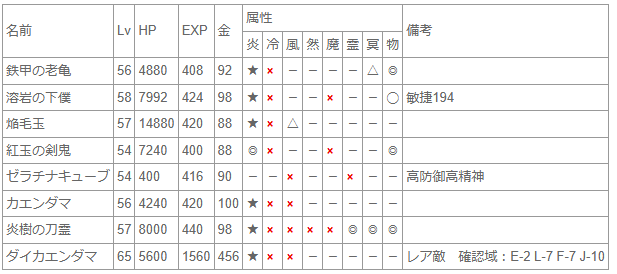 名前 Lv HP EXP 金 属性 備考
炎 冷 風 然 魔 霊 冥 物
鉄甲の老亀 56 4880 408 92 ★ × － － － － △ ◎
溶岩の下僕 58 7992 424 98 ★ × － － × － － ○ 敏捷194
焔毛玉 57 14880 420 88 ★ × △ － － － － －
紅玉の剣鬼 54 7240 400 88 ◎ × － － × － － ◎
ゼラチナキューブ 54 400 416 90 － － × － － × － － 高防御高精神
カエンダマ 56 4240 420 100 ★ × × － － － － －
炎樹の刀霊 57 8000 440 98 ★ × × × × ◎ ◎ ◎
ダイカエンダマ 65 5600 1560 456 ★ × × － － － － － レア敵　確認域：E-2 L-7 F-7 J-10